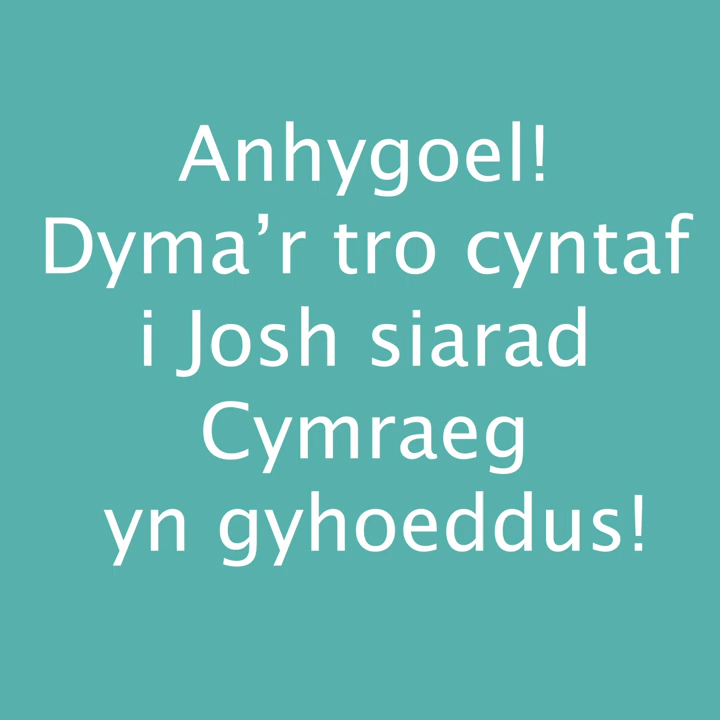 Anhygoel!
Dyma’r tro cyntaf
i Josh siarad
Cymraeg
yn gyhoeddus!